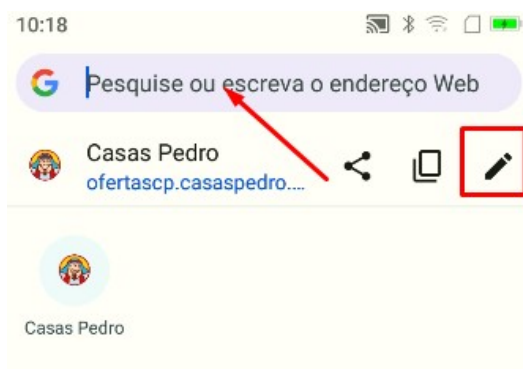 10:18
Pesquise ou escreva o endereço Web
Casas Pedro
ofertascp.casaspedro....
Casas Pedro